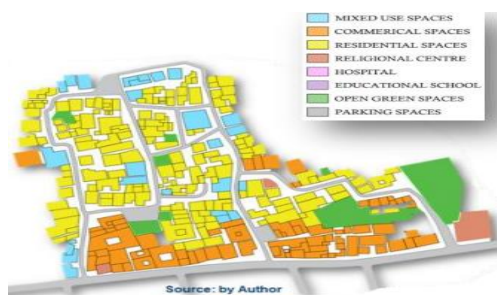 MIXED USE SPACES
COMMERICAL SPACES
RESIDENTIAL SPACES
RELIGIONAL CENTRE
HOSPITAL
EDUCATIONAL SCHOOL
OPEN GREEN SPACES
PARKING SPACES
Source: by Author